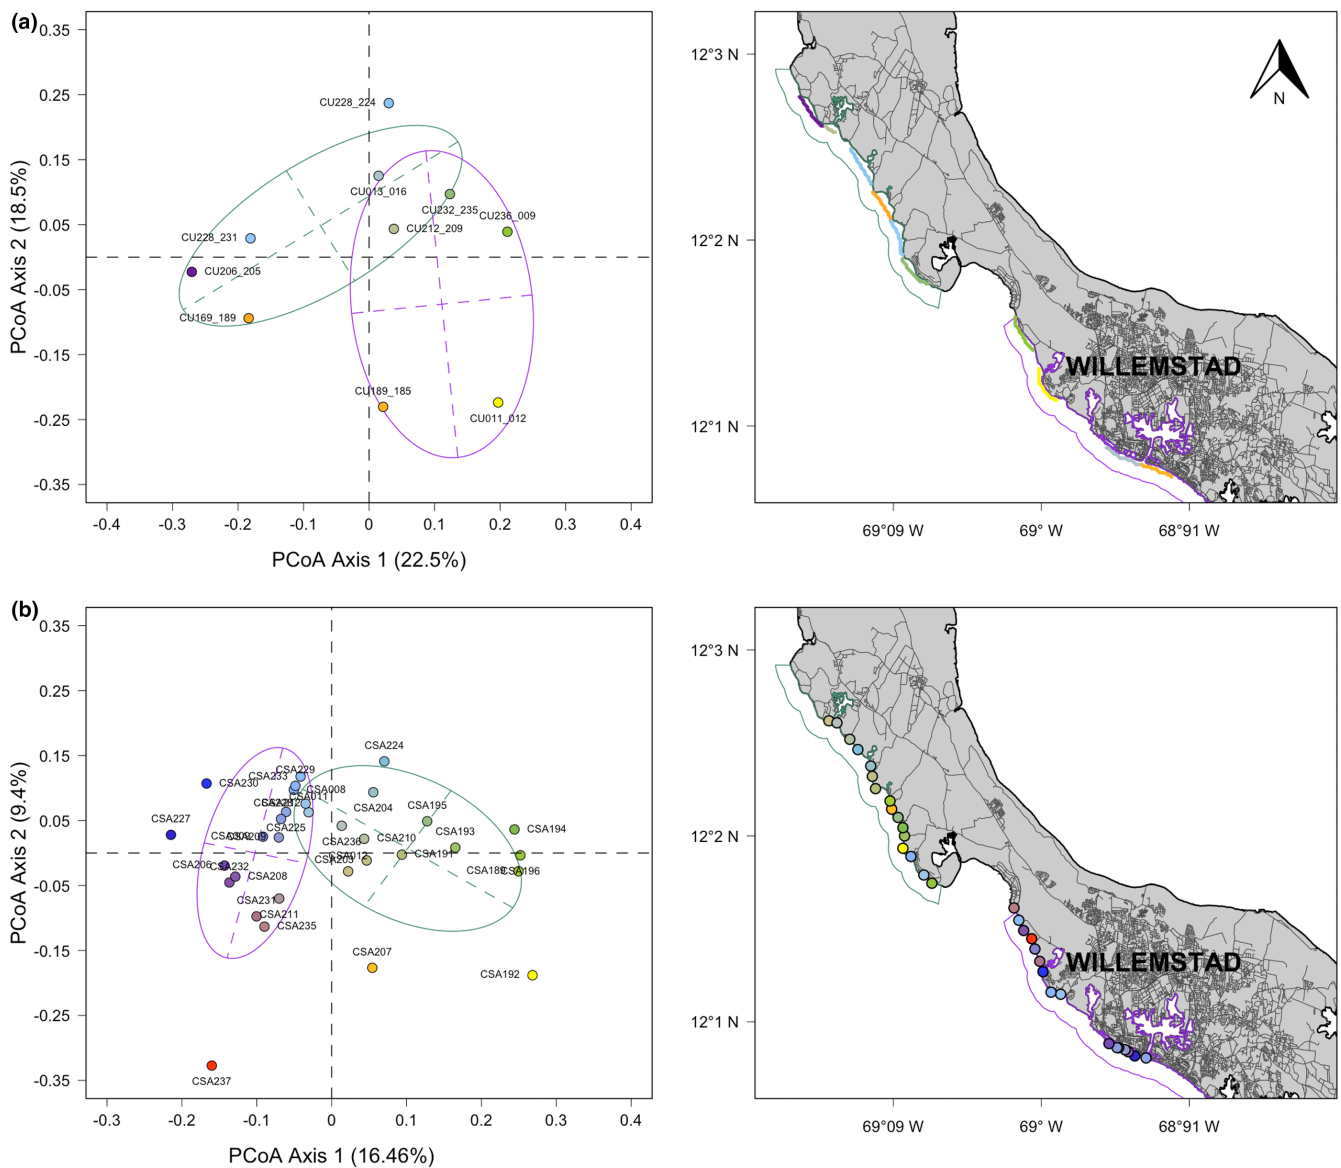 (a)
0.35
0.25
0.15
0.05
-0.05
-0.15
-0.25
-0.35
PCoA Axis 2 (18.5%)
CU228_224
CU013_016
CU232_235
CU236_009
CU212_209
CU228_231
CU206_205
CU169_189
CU189_185
CU011_012
-0.4 -0.3 -0.2 -0.1 0 0.1 0.2 0.3 0.4
PCoA Axis 1 (22.5%)
12°3 N
12°2 N
12°1 N
N
WILLEMSTAD
69°09 W 69° W 68°91 W
(b)
0.35
0.25
0.15
0.05
-0.05
-0.15
-0.25
-0.35
PCoA Axis 2 (9.4%)
CSA224
CSA229
CSA233
CSA230
CSA008
CSA011
CSA204
CSA195
CSA227
CSA225
CSA193
CSA194
CSA236
CSA210
CSA191
CSA012
CSA203
CSA206
CSA232
CSA208
CSA189
CSA196
CSA231
CSA211
CSA235
CSA207
CSA192
CSA237
-0.3 -0.2 -0.1 0 0.1 0.2 0.3 0.4
PCoA Axis 1 (16.46%)
12°3 N
12°2 N
12°1 N
WILLEMSTAD
69°09 W 69° W 68°91 W